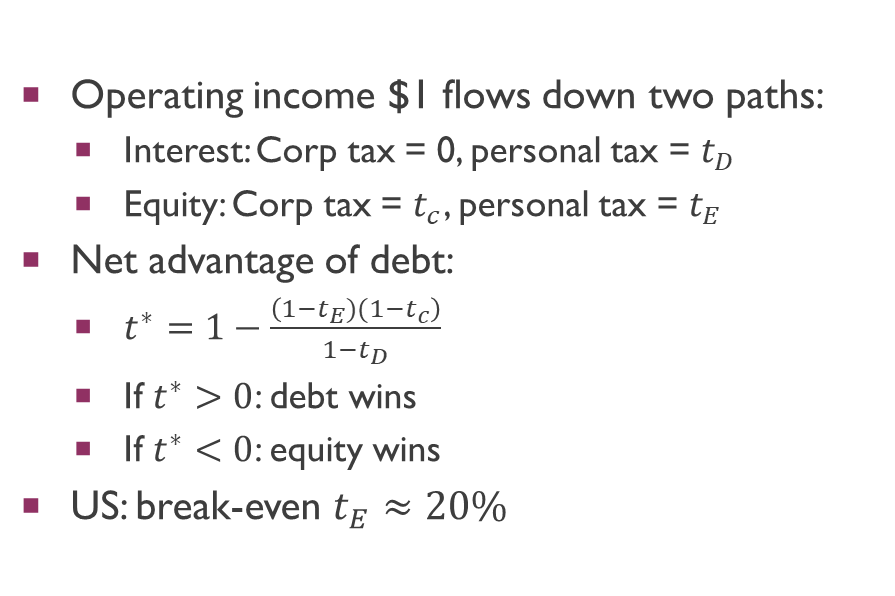 ▪ Operating income $1 flows down two paths:
▪ Interest: Corp tax = 0, personal tax = t_D
▪ Equity: Corp tax = t_c, personal tax = t_E
▪ Net advantage of debt:
▪ t* = 1 − (1−t_E)(1−t_C)/(1−t_D)
▪ If t* > 0: debt wins
▪ If t* < 0: equity wins
▪ US: break-even t_E ≈ 20%